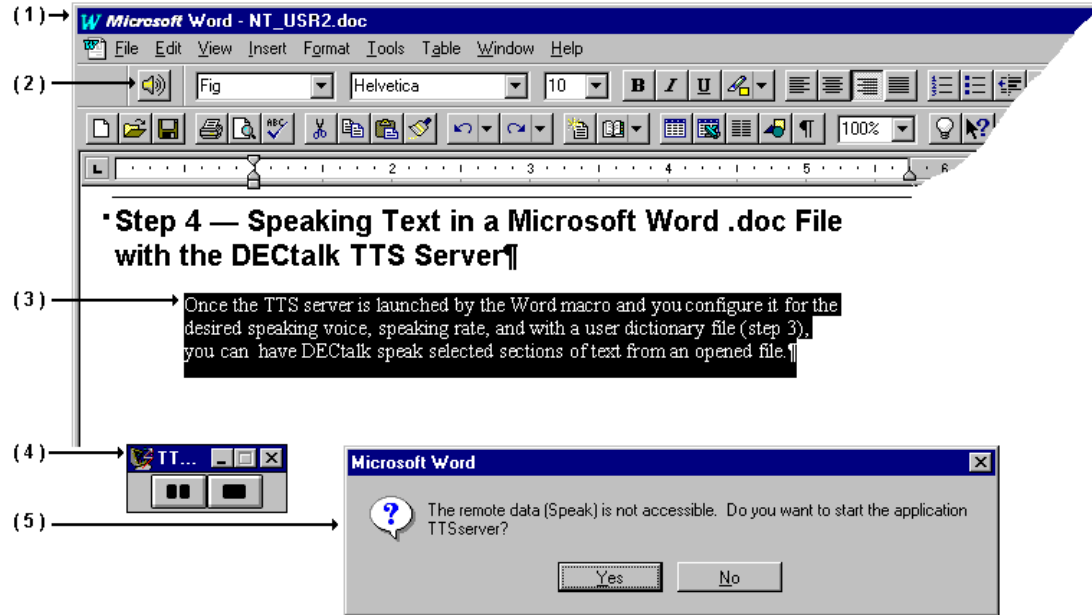 (1)
W Microsoft Word - NT_USR2.doc
File Edit View Insert Format Tools Table Window Help
(2)
Fig Helvetica 10 B I U
ABC 100% ?
L 1 2 3 4 5 6
Step 4 — Speaking Text in a Microsoft Word .doc File
with the DECtalk TTS Server¶
(3)
Once the TTS server is launched by the Word macro and you configure it for the
desired speaking voice, speaking rate, and with a user dictionary file (step 3),
you can have DECtalk speak selected sections of text from an opened file.¶
(4)
TT...
Microsoft Word
(5)
The remote data (Speak) is not accessible. Do you want to start the application
TTSserver?
Yes No